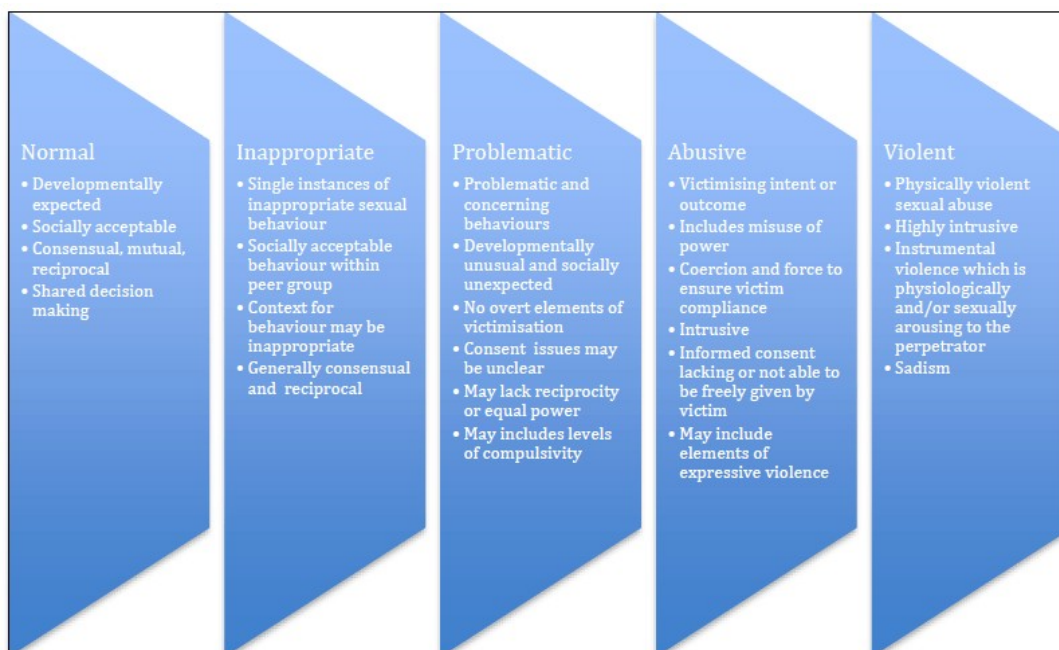 Normal
• Developmentally
expected
• Socially acceptable
• Consensual, mutual,
reciprocal
• Shared decision
making
Inappropriate
• Single instances of
inappropriate sexual
behaviour
• Socially acceptable
behaviour within
peer group
• Context for
behaviour may be
inappropriate
• Generally consensual
and reciprocal
Problematic
• Problematic and
concerning
behaviours
• Developmentally
unusual and socially
unexpected
• No overt elements of
victimisation
• Consent issues may
be unclear
• May lack reciprocity
or equal power
• May includes levels
of compulsivity
Abusive
• Victimising intent or
outcome
• Includes misuse of
power
• Coercion and force to
ensure victim
compliance
• Intrusive
• Informed consent
lacking or not able to
be freely given by
victim
• May include
elements of
expressive violence
Violent
• Physically violent
sexual abuse
• Highly intrusive
• Instrumental
violence which is
physiologically
and/or sexually
arousing to the
perpetrator
• Sadism